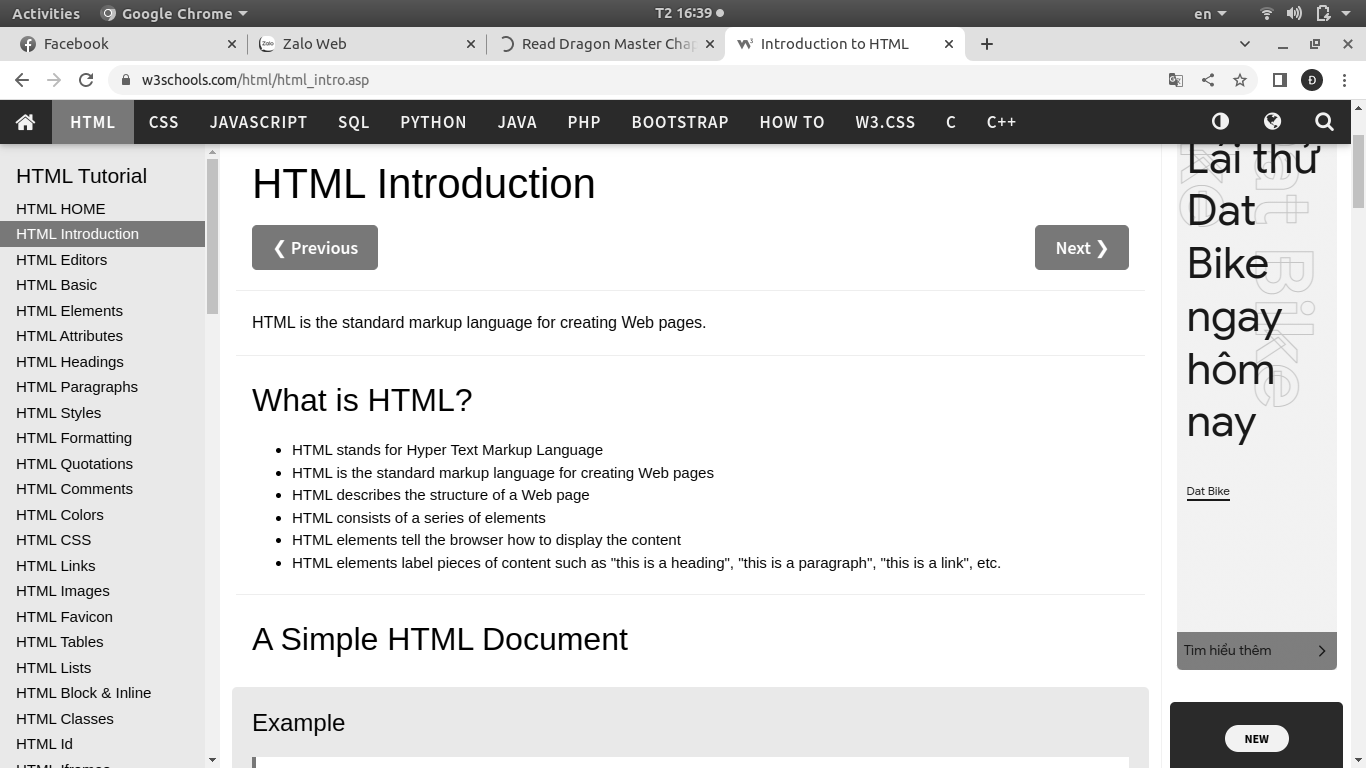 Activities
Google Chrome
T2 16:39
en
Facebook
Zalo Web
Read Dragon Master Chap
Introduction to HTML
w3schools.com/html/html_intro.asp
Đ
HTML CSS JAVASCRIPT SQL PYTHON JAVA PHP BOOTSTRAP HOW TO W3.CSS C C++
HTML Tutorial
HTML HOME
HTML Introduction
HTML Editors
HTML Basic
HTML Elements
HTML Attributes
HTML Headings
HTML Paragraphs
HTML Styles
HTML Formatting
HTML Quotations
HTML Comments
HTML Colors
HTML CSS
HTML Links
HTML Images
HTML Favicon
HTML Tables
HTML Lists
HTML Block & Inline
HTML Classes
HTML Id
HTML Iframes
HTML Introduction
❮ Previous
Next ❯
HTML is the standard markup language for creating Web pages.
What is HTML?
• HTML stands for Hyper Text Markup Language
• HTML is the standard markup language for creating Web pages
• HTML describes the structure of a Web page
• HTML consists of a series of elements
• HTML elements tell the browser how to display the content
• HTML elements label pieces of content such as "this is a heading", "this is a paragraph", "this is a link", etc.
A Simple HTML Document
Example
Lái thử
Dat
Bike
ngay
hôm
nay
at Bike
ke
Dat Bike
Tìm hiểu thêm
NEW